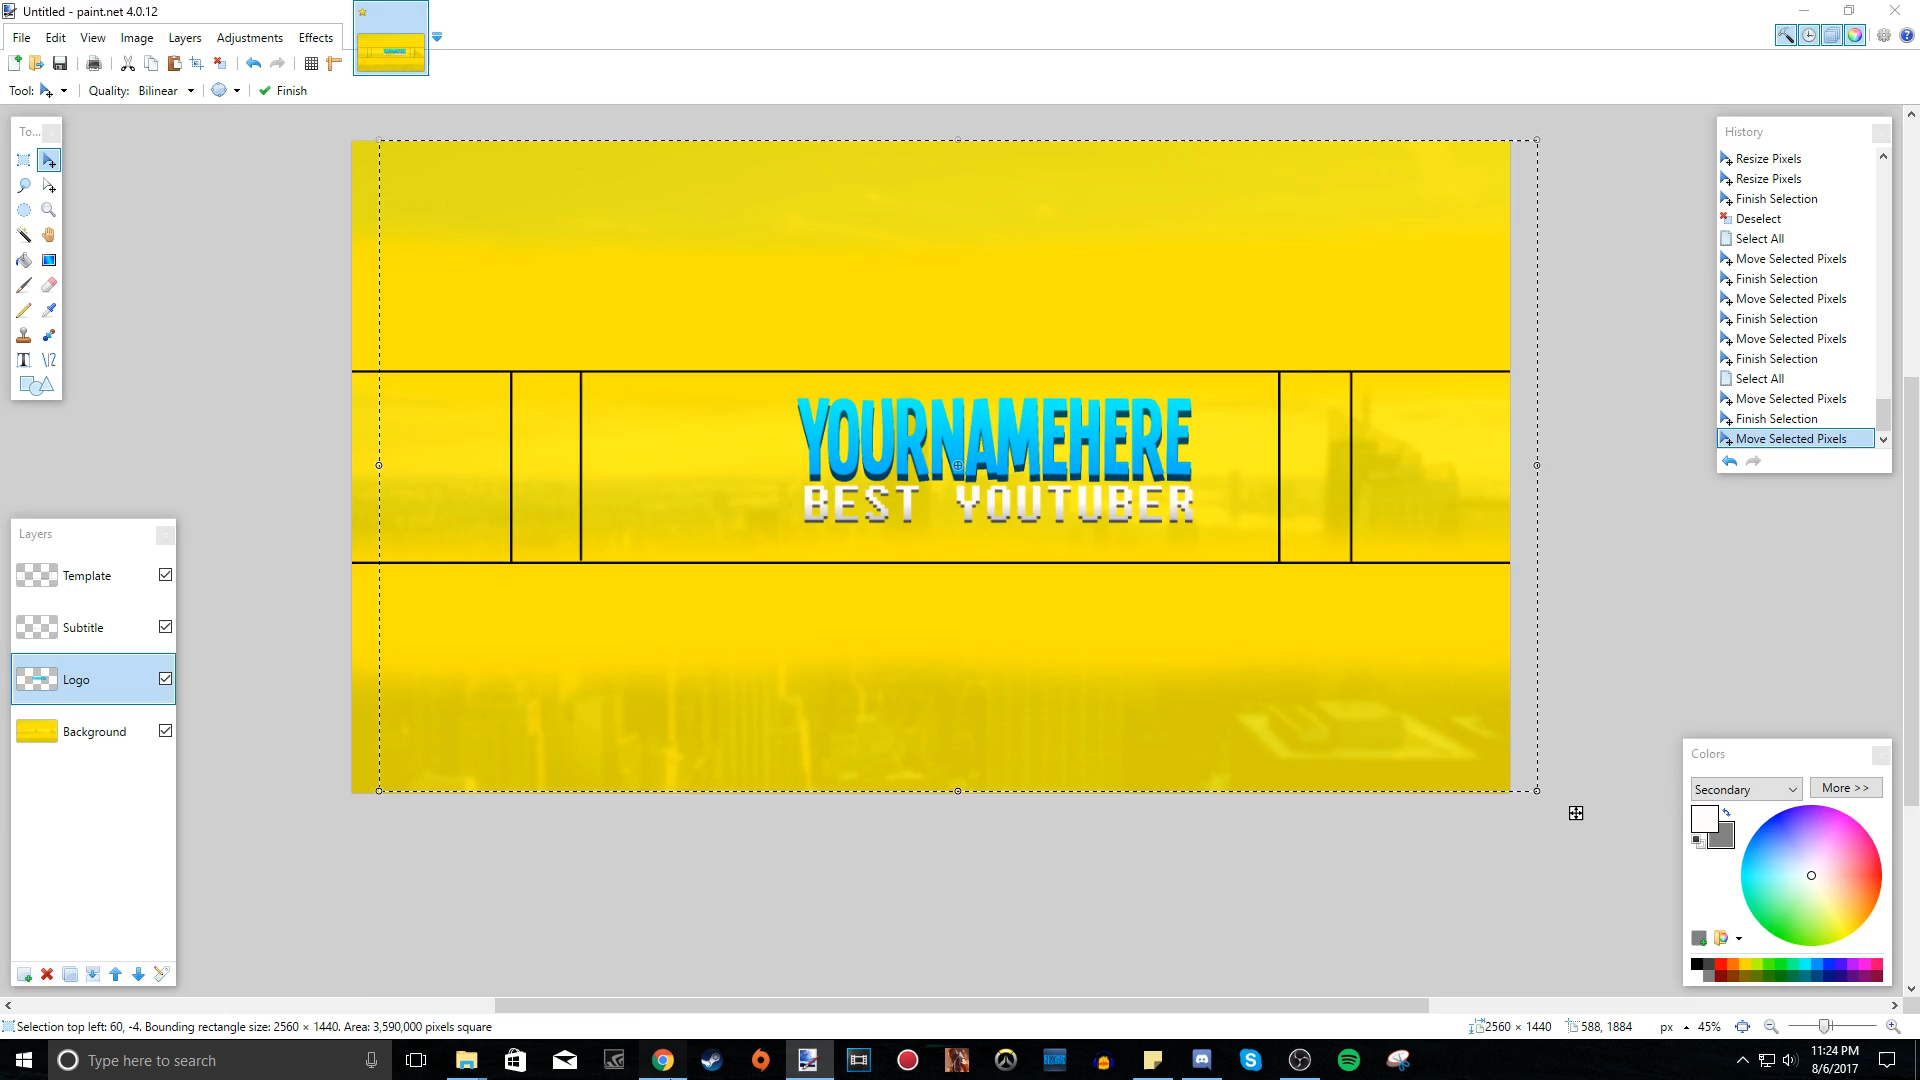 Untitled - paint.net 4.0.12
File Edit View Image Layers Adjustments Effects
Tool: Quality: Bilinear Finish
To...
History
Resize Pixels
Resize Pixels
Finish Selection
Deselect
Select All
Move Selected Pixels
Finish Selection
Move Selected Pixels
Finish Selection
Move Selected Pixels
Finish Selection
Select All
Move Selected Pixels
Finish Selection
Move Selected Pixels
YOURNAMEHERE
BEST YOUTUBER
Layers
Template
Subtitle
Logo
Background
Colors
Secondary
More >>
Selection top left: 60, -4. Bounding rectangle size: 2560 × 1440. Area: 3,590,000 pixels square
2560 × 1440
588, 1884
px
45%
Type here to search
11:24 PM
8/6/2017